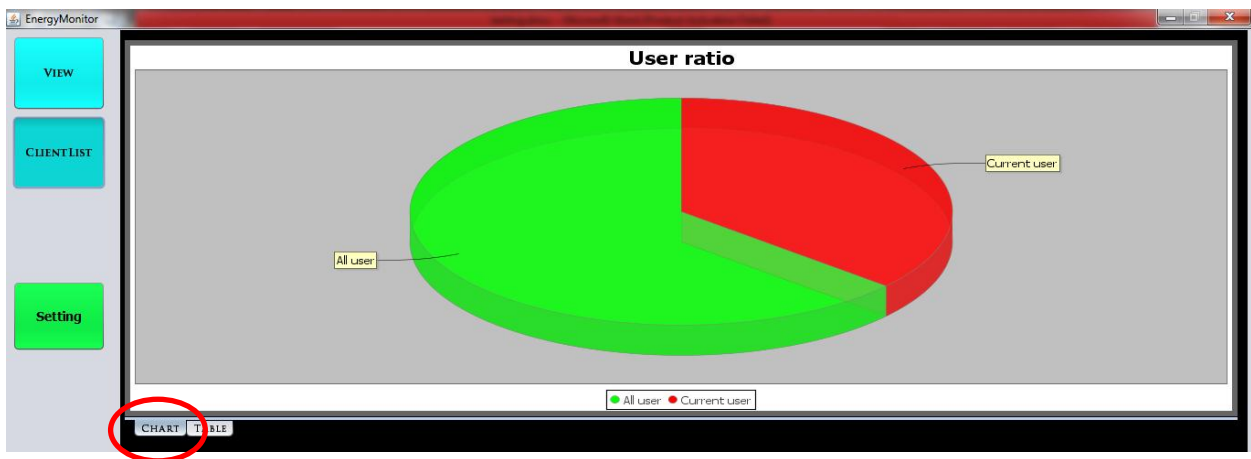 EnergyMonitor
VIEW
CLIENTLIST
Setting
User ratio
Current user
All user
All user Current user
CHART TABLE